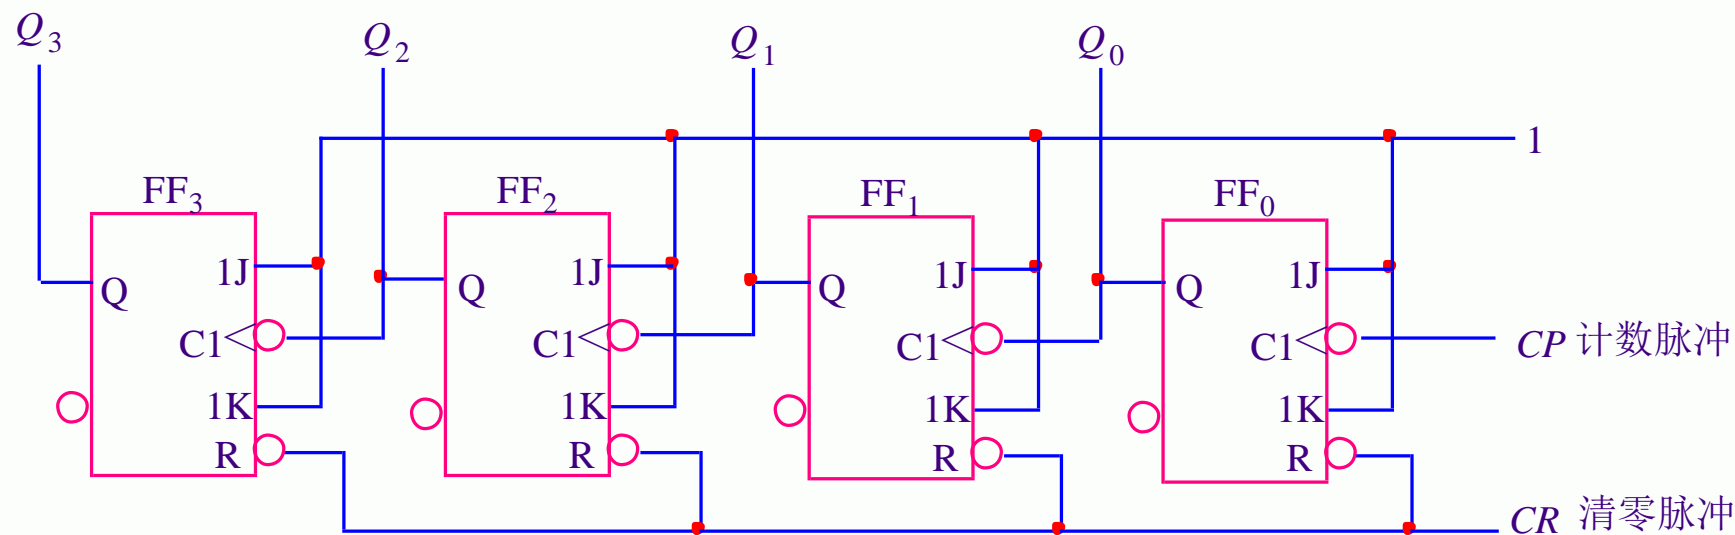 Q3 Q2 Q1 Q0
1
FF3 FF2 FF1 FF0
1J 1J 1J 1J
Q Q Q Q
C1 C1 C1 C1 CP 计数脉冲
1K 1K 1K 1K
R R R R
CR 清零脉冲